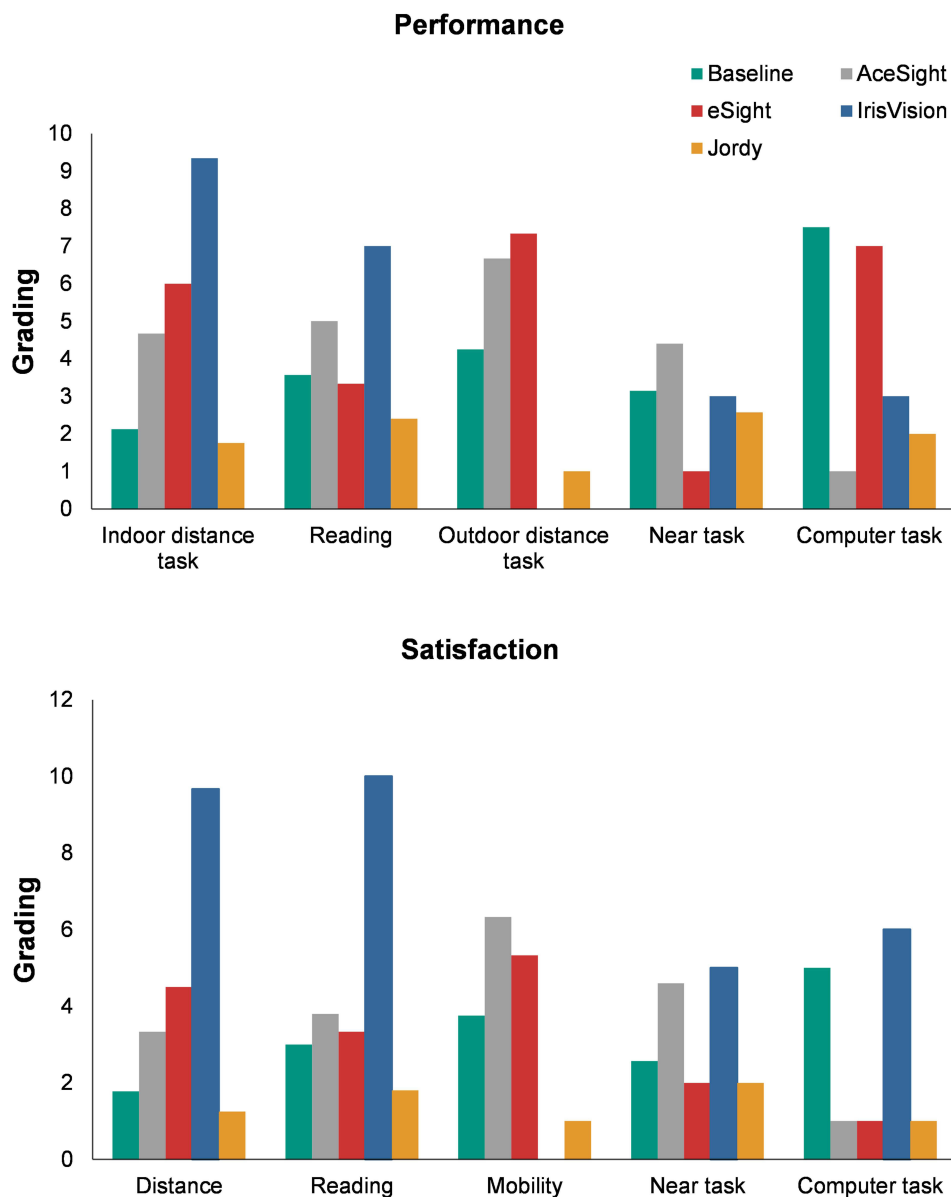 Performance
Baseline AceSight
eSight IrisVision
Jordy
10
9
8
7
6
5
4
3
2
1
0
Grading
Indoor distance Reading Outdoor distance Near task Computer task
task task
Satisfaction
12
10
8
6
4
2
0
Grading
Distance Reading Mobility Near task Computer task